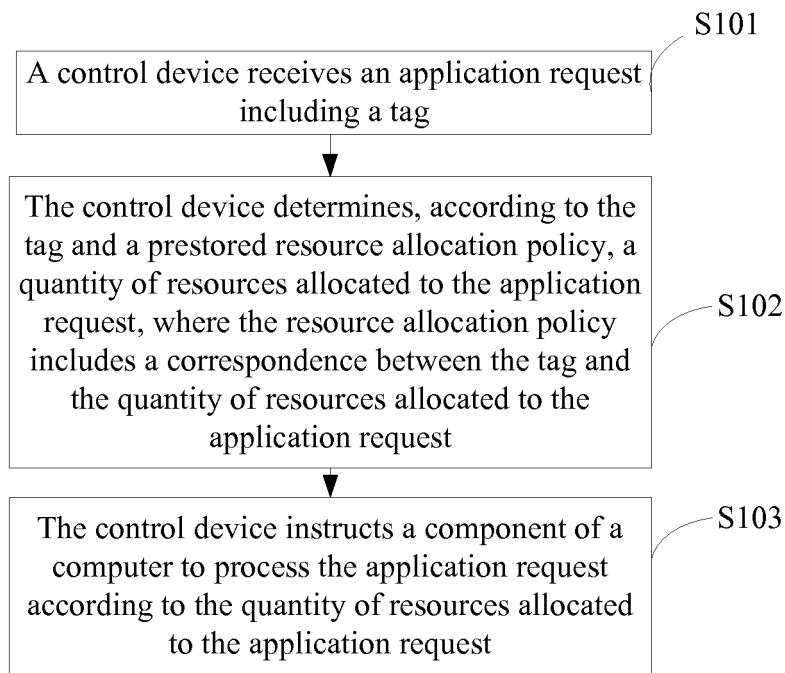 S101
A control device receives an application request
including a tag
The control device determines, according to the
tag and a prestored resource allocation policy, a
quantity of resources allocated to the application
request, where the resource allocation policy
includes a correspondence between the tag and
the quantity of resources allocated to the
application request
S102
The control device instructs a component of a
computer to process the application request
according to the quantity of resources allocated
to the application request
S103